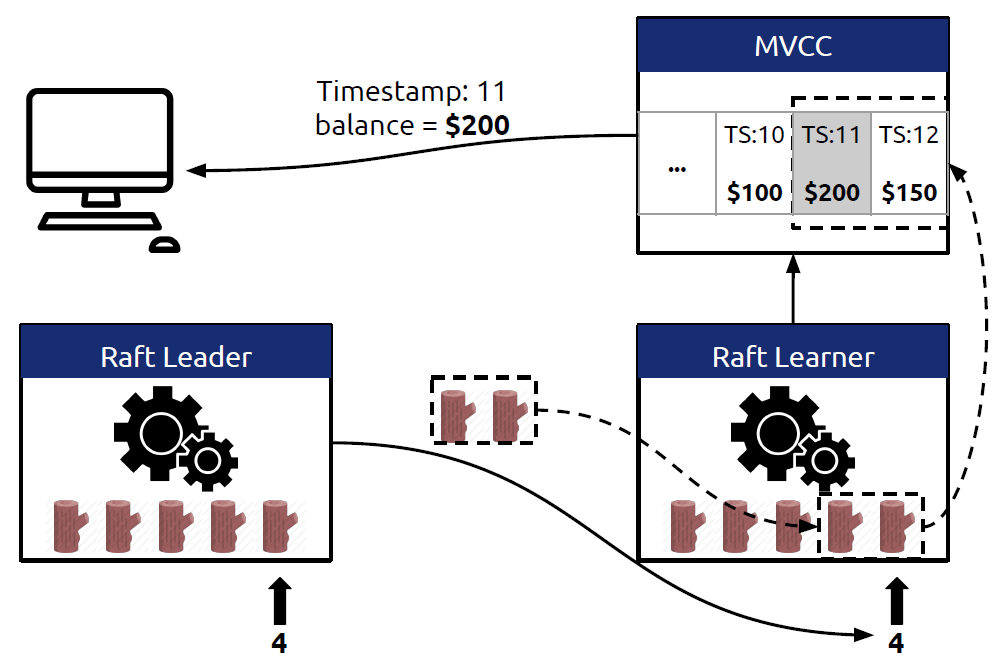 MVCC
Timestamp: 11
balance = $200
TS:10 TS:11 TS:12
... $100 $200 $150
Raft Leader
Raft Learner
4
4